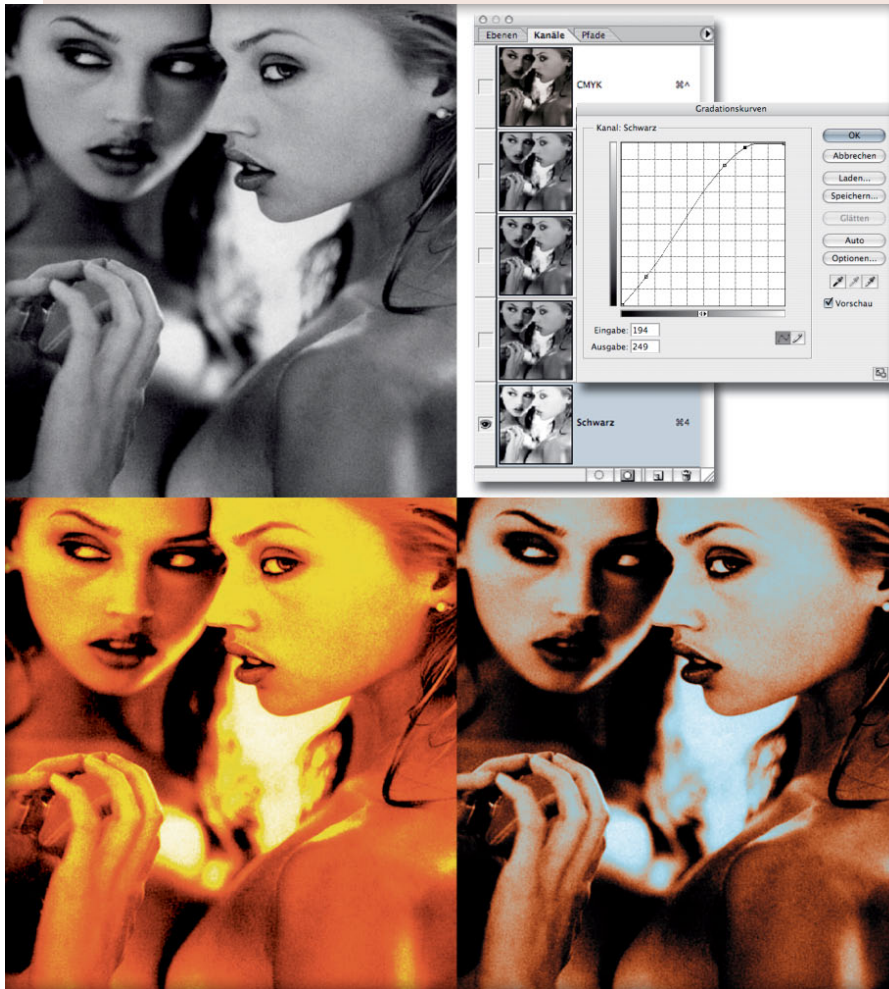 Ebenen Kanäle Pfade
CMYK ⌘^
Gradationskurven
Kanal: Schwarz
OK
Abbrechen
Laden...
Speichern...
Glätten
Auto
Optionen...
Vorschau
Eingabe: 194
Ausgabe: 249
Schwarz ⌘4